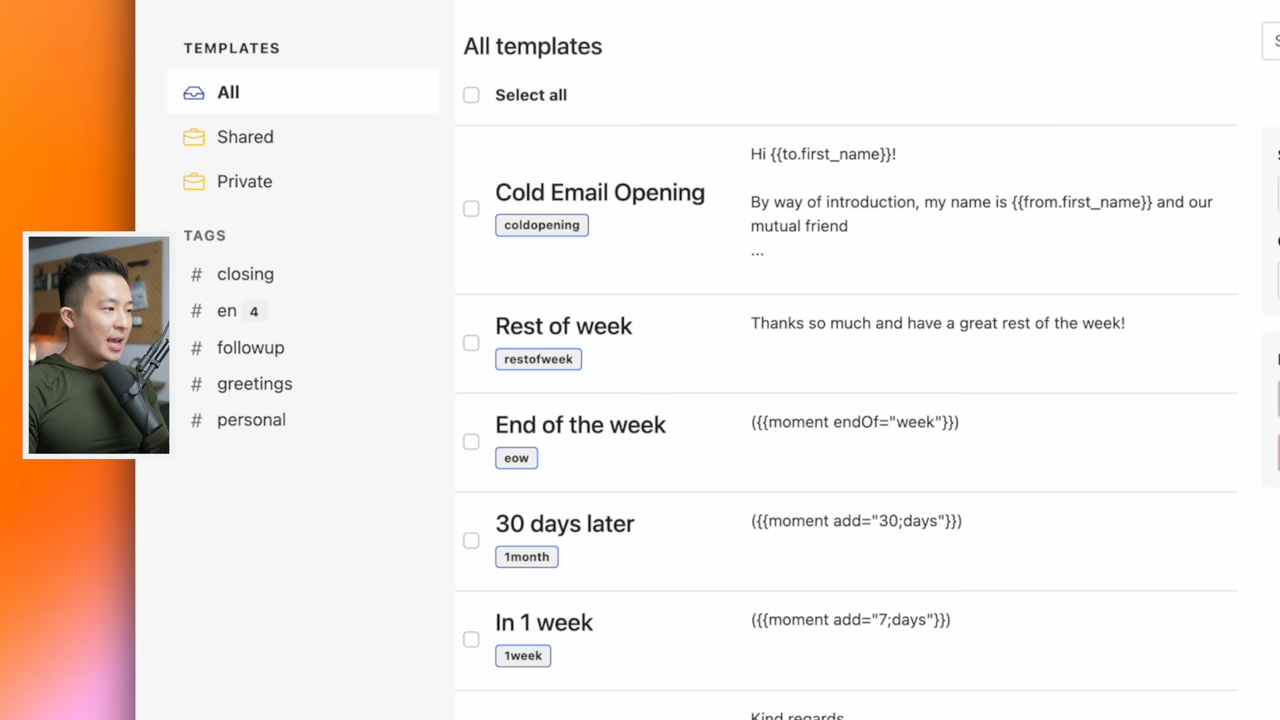 TEMPLATES
All
Shared
Private
TAGS
# closing
# en 4
# followup
# greetings
# personal
All templates
Select all
Cold Email Opening
coldopening
Hi {{to.first_name}}!
By way of introduction, my name is {{from.first_name}} and our
mutual friend
...
Rest of week
restofweek
Thanks so much and have a great rest of the week!
End of the week
eow
({{moment endOf="week"}})
30 days later
1month
({{moment add="30;days"}})
In 1 week
1week
({{moment add="7;days"}})
Kind regards